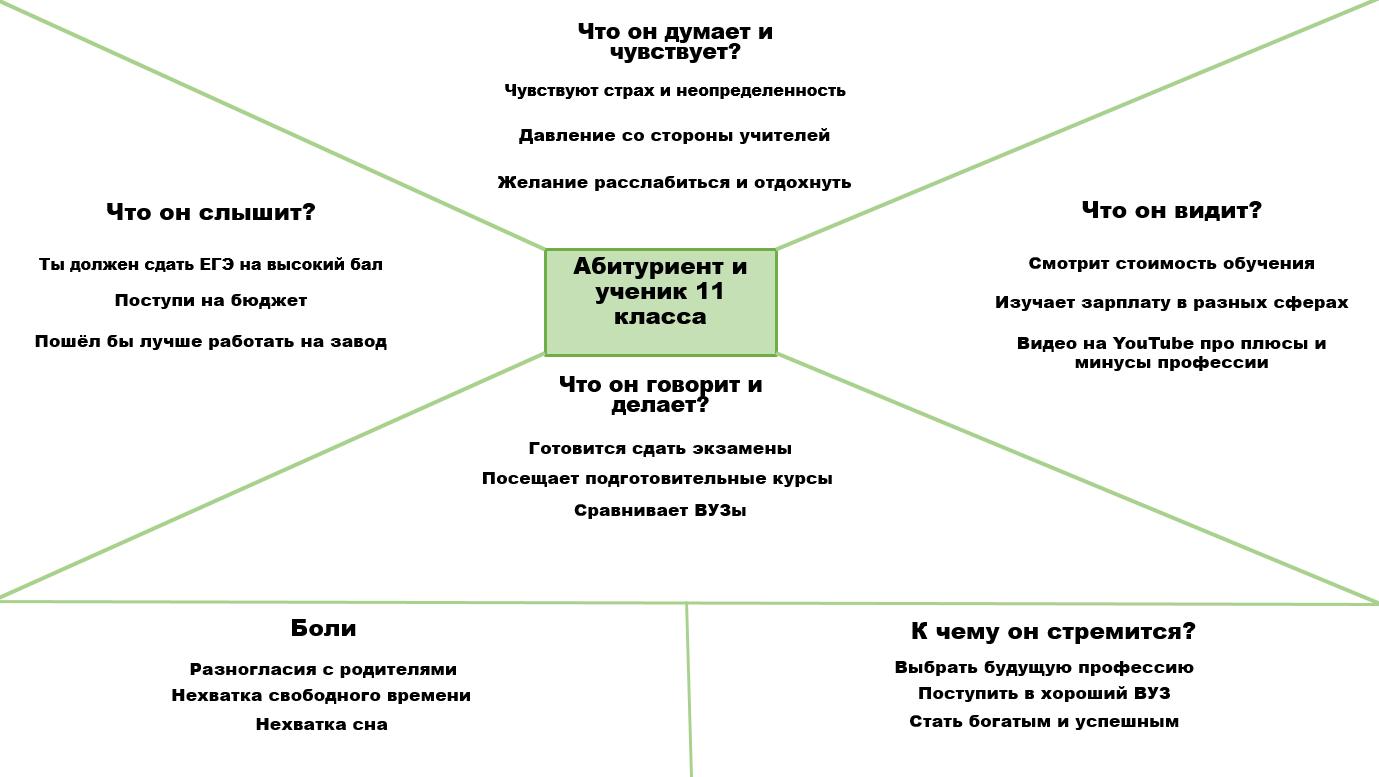 Что он думает и
чувствует?
Чувствуют страх и неопределенность
Давление со стороны учителей
Желание расслабиться и отдохнуть
Что он слышит?
Ты должен сдать ЕГЭ на высокий бал
Поступи на бюджет
Пошёл бы лучше работать на завод
Абитуриент и
ученик 11
класса
Что он видит?
Смотрит стоимость обучения
Изучает зарплату в разных сферах
Видео на YouTube про плюсы и
минусы профессии
Что он говорит и
делает?
Готовится сдать экзамены
Посещает подготовительные курсы
Сравнивает ВУЗы
Боли
Разногласия с родителями
Нехватка свободного времени
Нехватка сна
К чему он стремится?
Выбрать будущую профессию
Поступить в хороший ВУЗ
Стать богатым и успешным